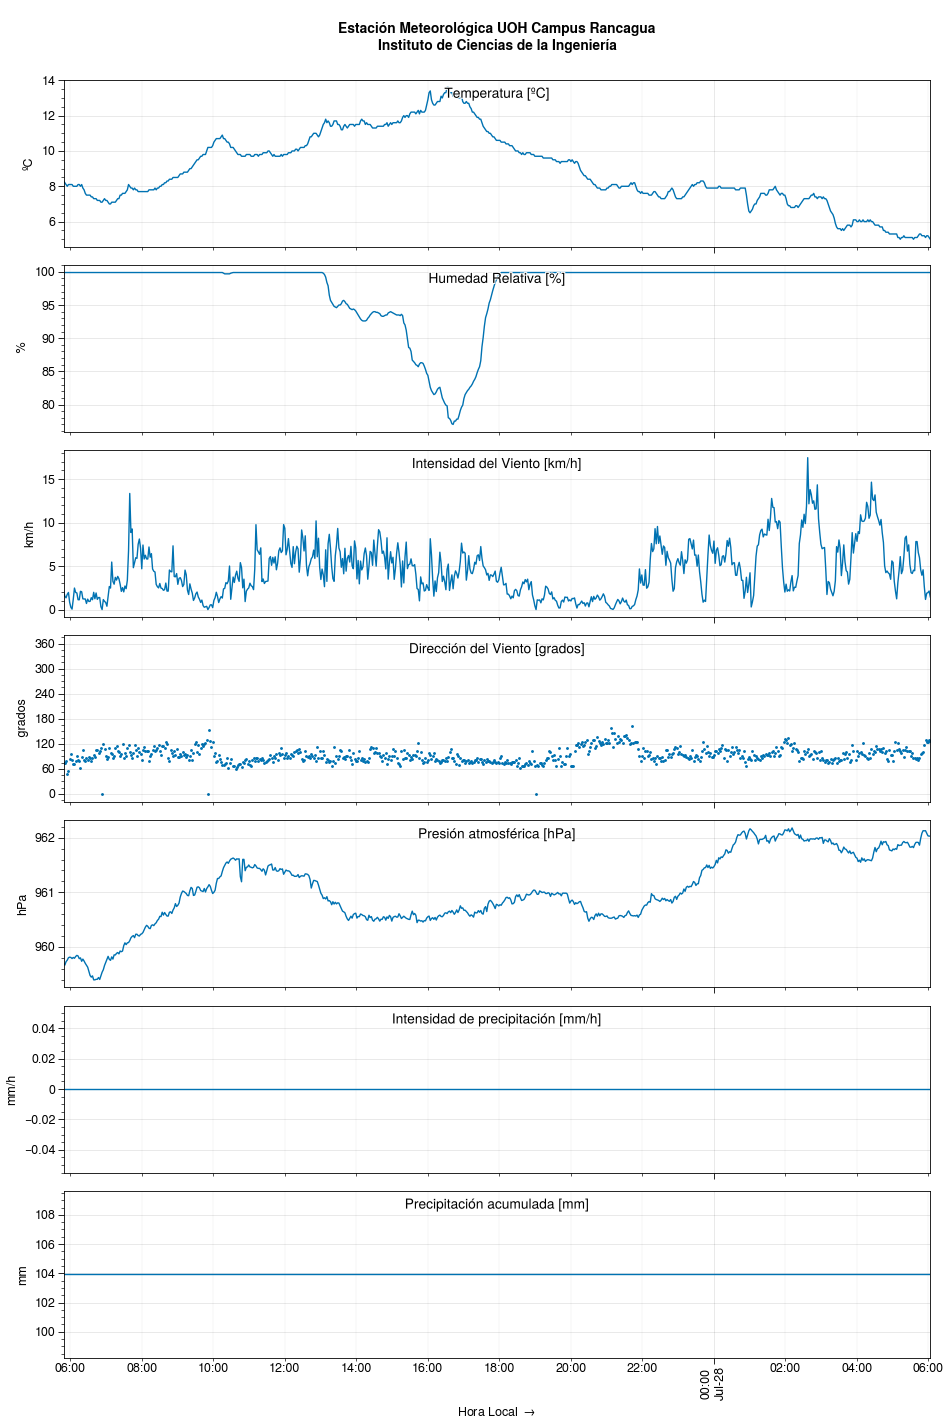 Estación Meteorológica UOH Campus Rancagua
Instituto de Ciencias de la Ingeniería
Temperatura [ºC]
ºC
14
12
10
8
6
Humedad Relativa [%]
%
100
95
90
85
80
Intensidad del Viento [km/h]
km/h
15
10
5
0
Dirección del Viento [grados]
grados
360
300
240
180
120
60
0
Presión atmosférica [hPa]
hPa
962
961
960
Intensidad de precipitación [mm/h]
mm/h
0.04
0.02
0
−0.02
−0.04
Precipitación acumulada [mm]
mm
108
106
104
102
100
06:00 08:00 10:00 12:00 14:00 16:00 18:00 20:00 22:00 00:00 02:00 04:00 06:00
Jul-28
Hora Local →